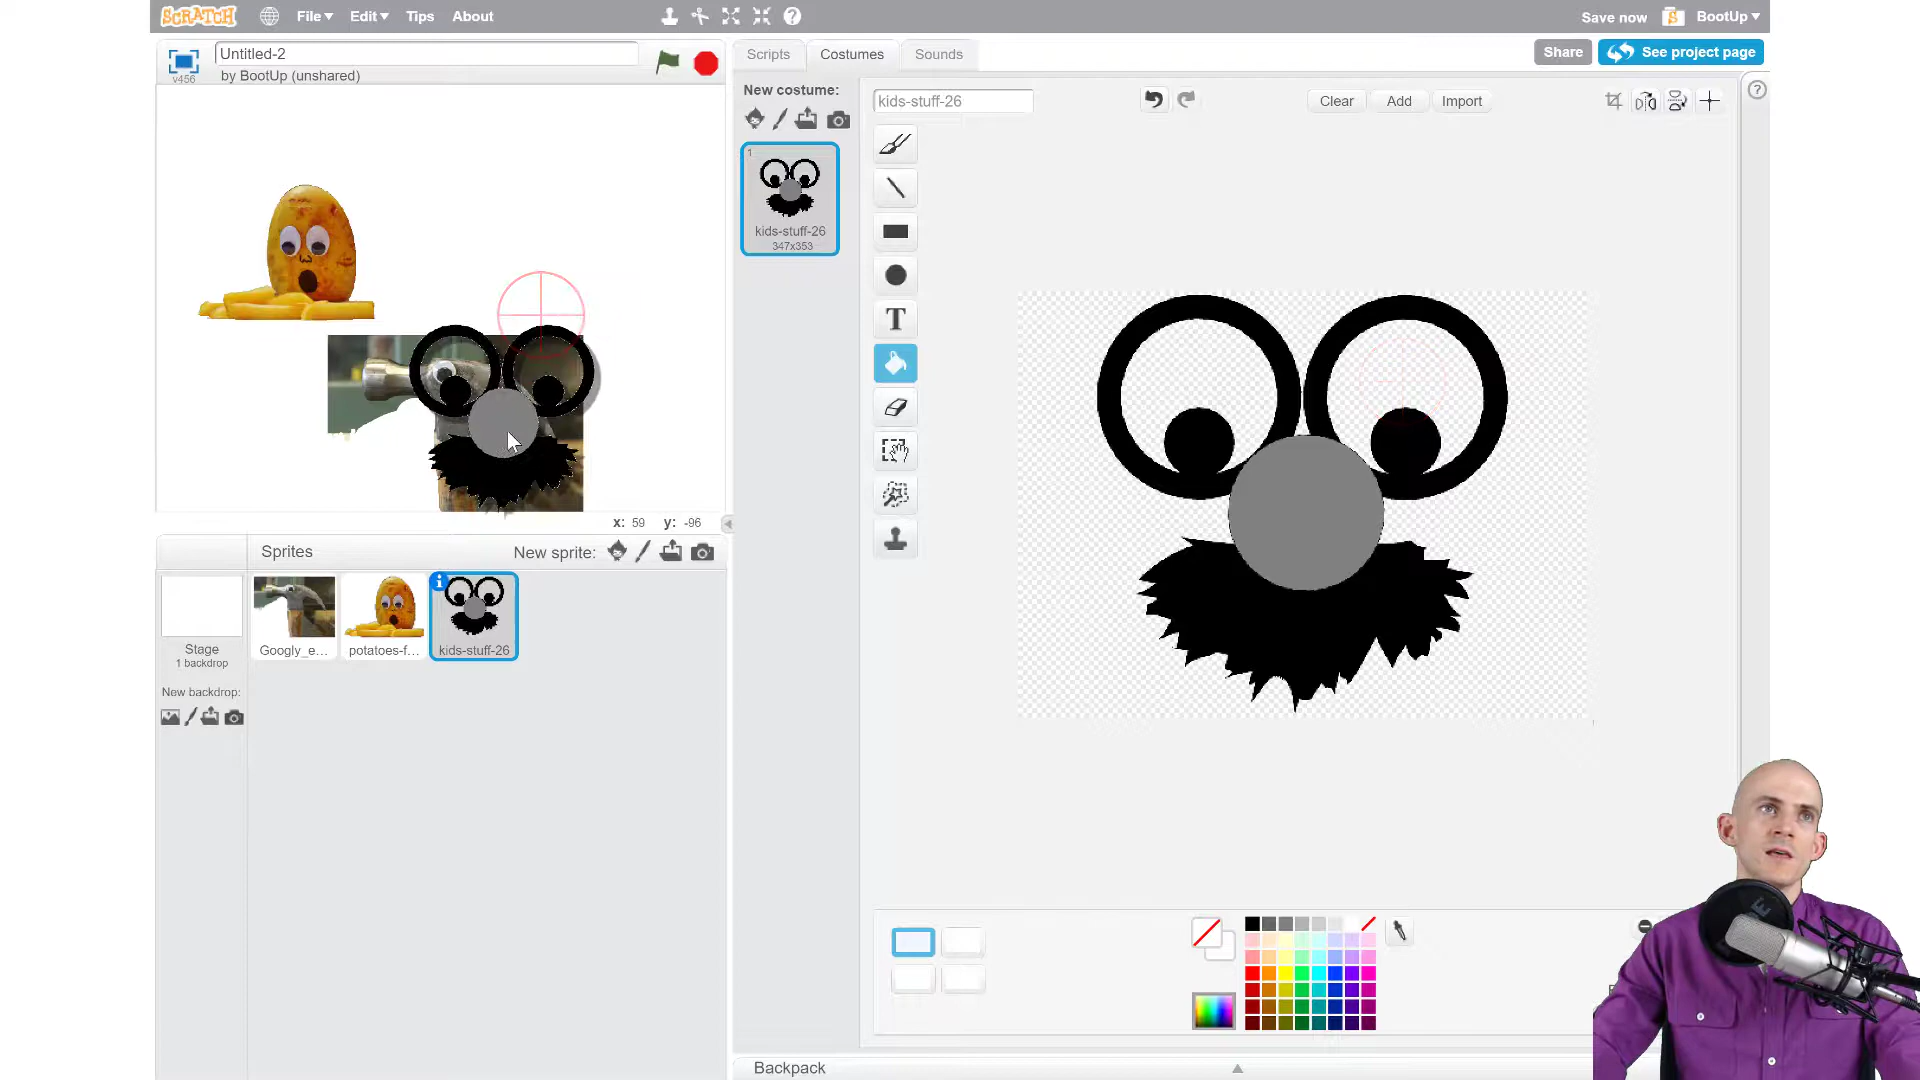 SCRATCH File Edit Tips About Save now BootUp
v456
Untitled-2
by BootUp (unshared)
Scripts Costumes Sounds Share See project page
New costume:
kids-stuff-26
Clear Add Import
1
kids-stuff-26
347x353
T
x: 59 y: -96
Sprites New sprite:
Stage
1 backdrop
Googly_e...
potatoes-f...
kids-stuff-26
New backdrop:
Backpack